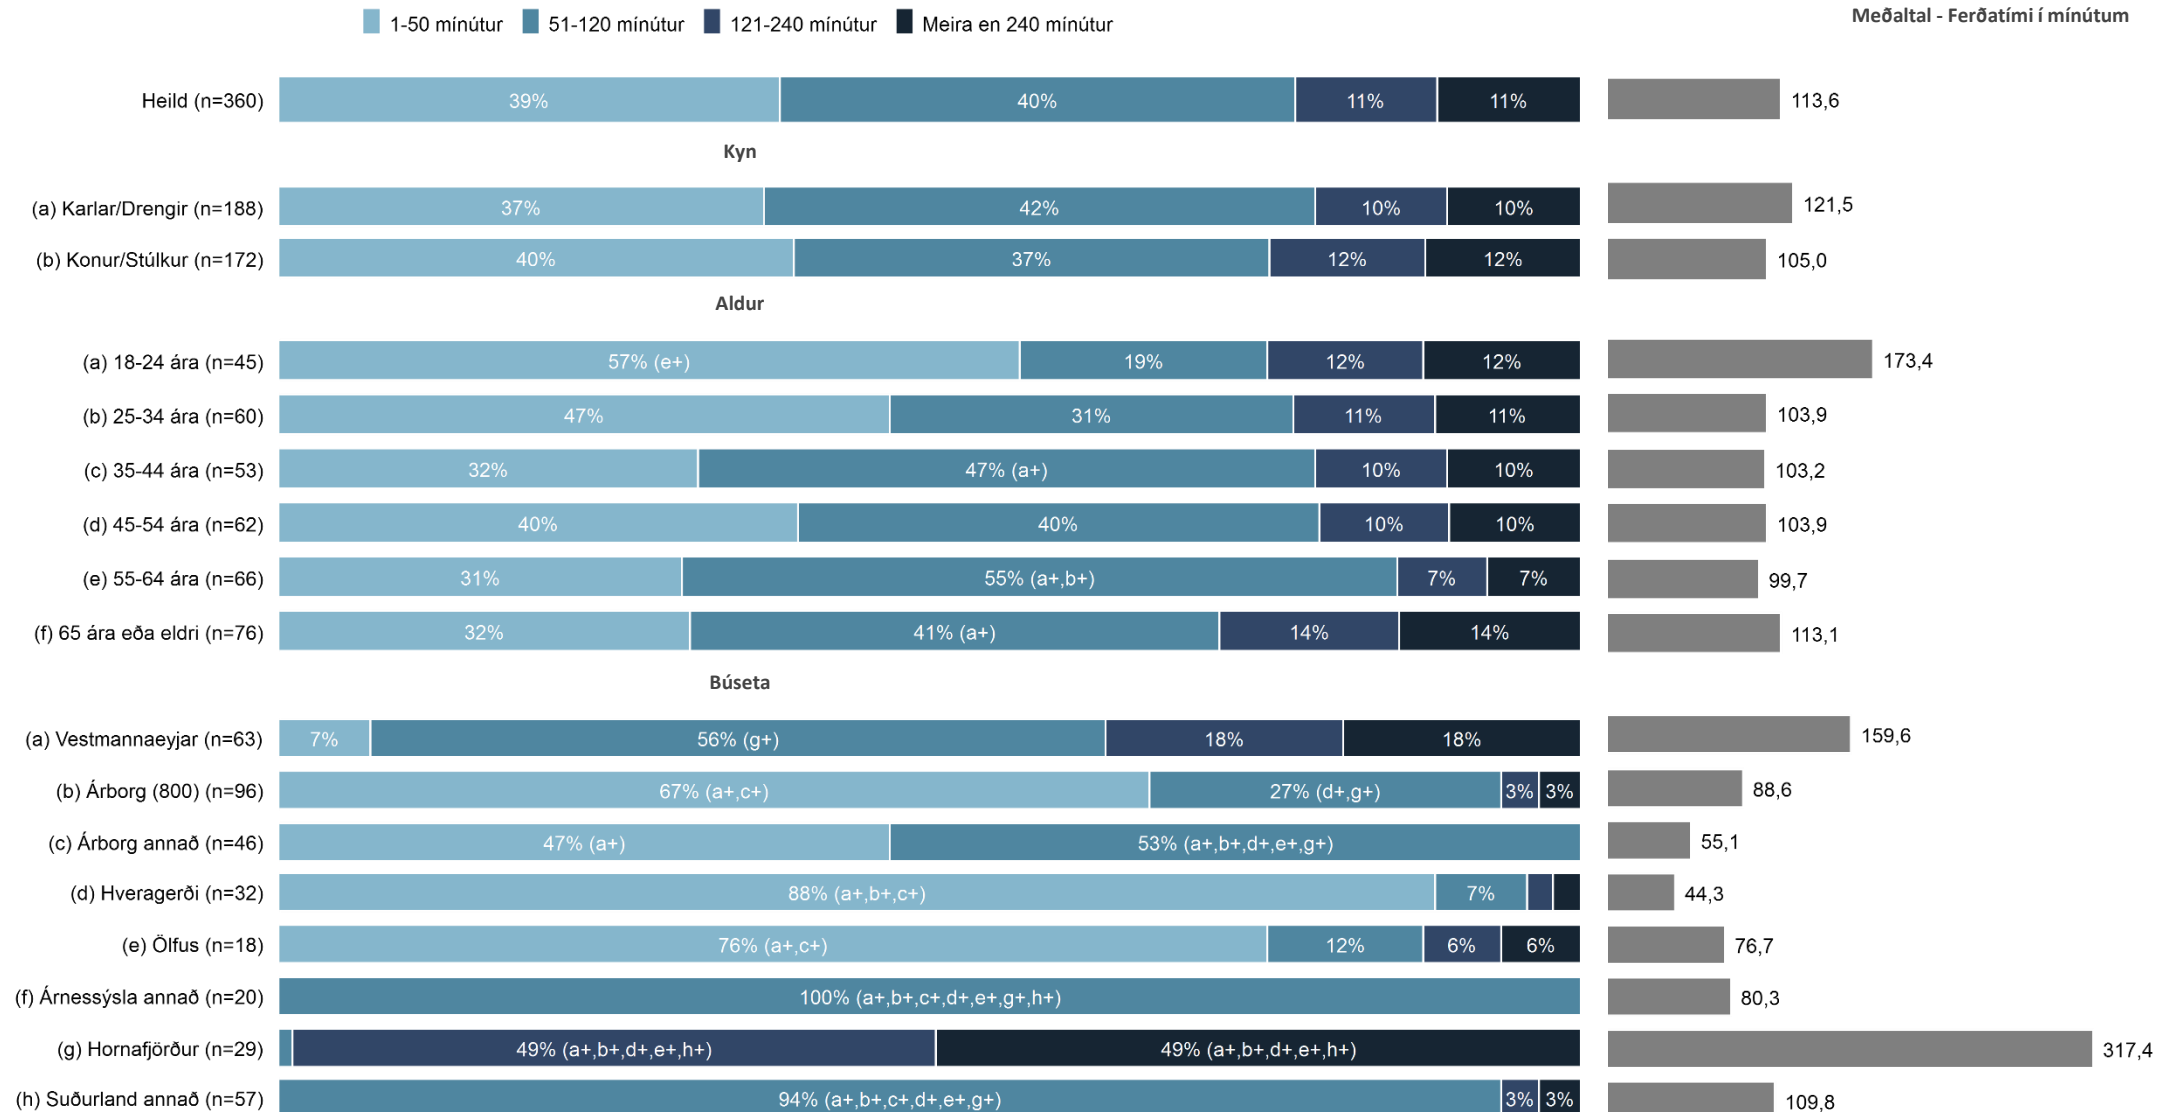 1-50 mínútur 51-120 mínútur 121-240 mínútur Meira en 240 mínútur Meðaltal - Ferðatími í mínútum
Heild (n=360) 39% 40% 11% 11% 113,6
Kyn
(a) Karlar/Drengir (n=188) 37% 42% 10% 10% 121,5
(b) Konur/Stúlkur (n=172) 40% 37% 12% 12% 105,0
Aldur
(a) 18-24 ára (n=45) 57% (e+) 19% 12% 12% 173,4
(b) 25-34 ára (n=60) 47% 31% 11% 11% 103,9
(c) 35-44 ára (n=53) 32% 47% (a+) 10% 10% 103,2
(d) 45-54 ára (n=62) 40% 40% 10% 10% 103,9
(e) 55-64 ára (n=66) 31% 55% (a+,b+) 7% 7% 99,7
(f) 65 ára eða eldri (n=76) 32% 41% (a+) 14% 14% 113,1
Búseta
(a) Vestmannaeyjar (n=63) 7% 56% (g+) 18% 18% 159,6
(b) Árborg (800) (n=96) 67% (a+,c+) 27% (d+,g+) 3% 3% 88,6
(c) Árborg annað (n=46) 47% (a+) 53% (a+,b+,d+,e+,g+) 55,1
(d) Hveragerði (n=32) 88% (a+,b+,c+) 7% 44,3
(e) Ölfus (n=18) 76% (a+,c+) 12% 6% 6% 76,7
(f) Árnessýsla annað (n=20) 100% (a+,b+,c+,d+,e+,g+,h+) 80,3
(g) Hornafjörður (n=29) 49% (a+,b+,d+,e+,h+) 49% (a+,b+,d+,e+,h+) 317,4
(h) Suðurland annað (n=57) 94% (a+,b+,c+,d+,e+,g+) 3% 3% 109,8